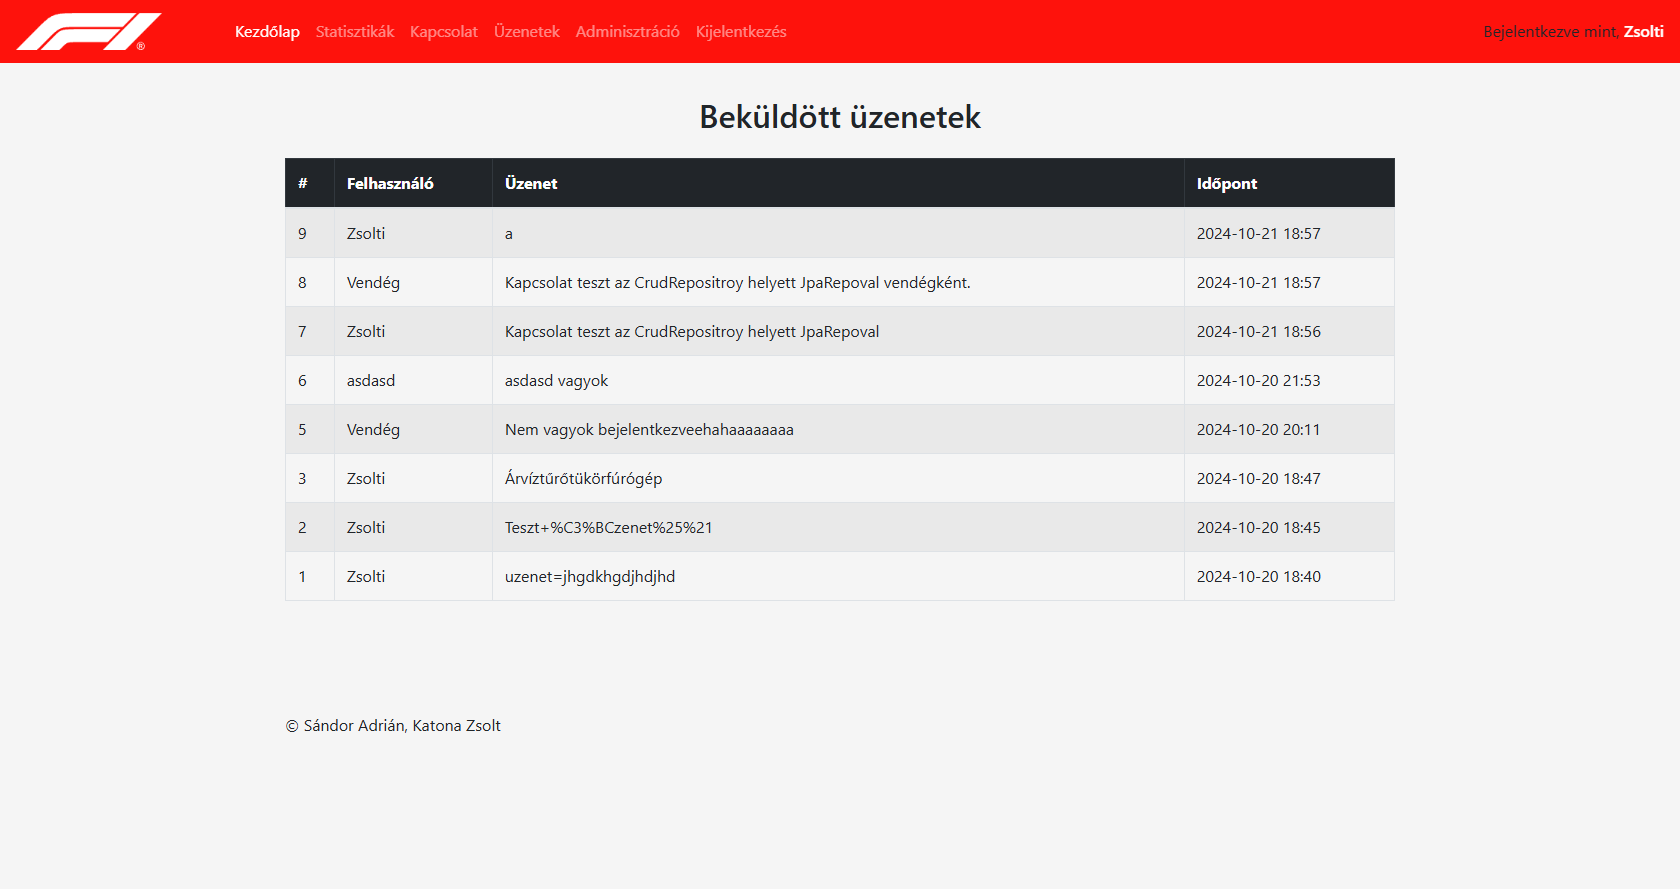 Kezdőlap Statisztikák Kapcsolat Üzenetek Adminisztráció Kijelentkezés Bejelentkezve mint, Zsolti
Beküldött üzenetek
# Felhasználó Üzenet Időpont
9 Zsolti a 2024-10-21 18:57
8 Vendég Kapcsolat teszt az CrudRepositroy helyett JpaRepoval vendégként. 2024-10-21 18:57
7 Zsolti Kapcsolat teszt az CrudRepositroy helyett JpaRepoval 2024-10-21 18:56
6 asdasd asdasd vagyok 2024-10-20 21:53
5 Vendég Nem vagyok bejelentkezveehahaaaaaaaa 2024-10-20 20:11
3 Zsolti Árvíztűrőtükörfúrógép 2024-10-20 18:47
2 Zsolti Teszt+%C3%BCzenet%25%21 2024-10-20 18:45
1 Zsolti uzenet=jhgdkhgdjhdjhd 2024-10-20 18:40
© Sándor Adrián, Katona Zsolt